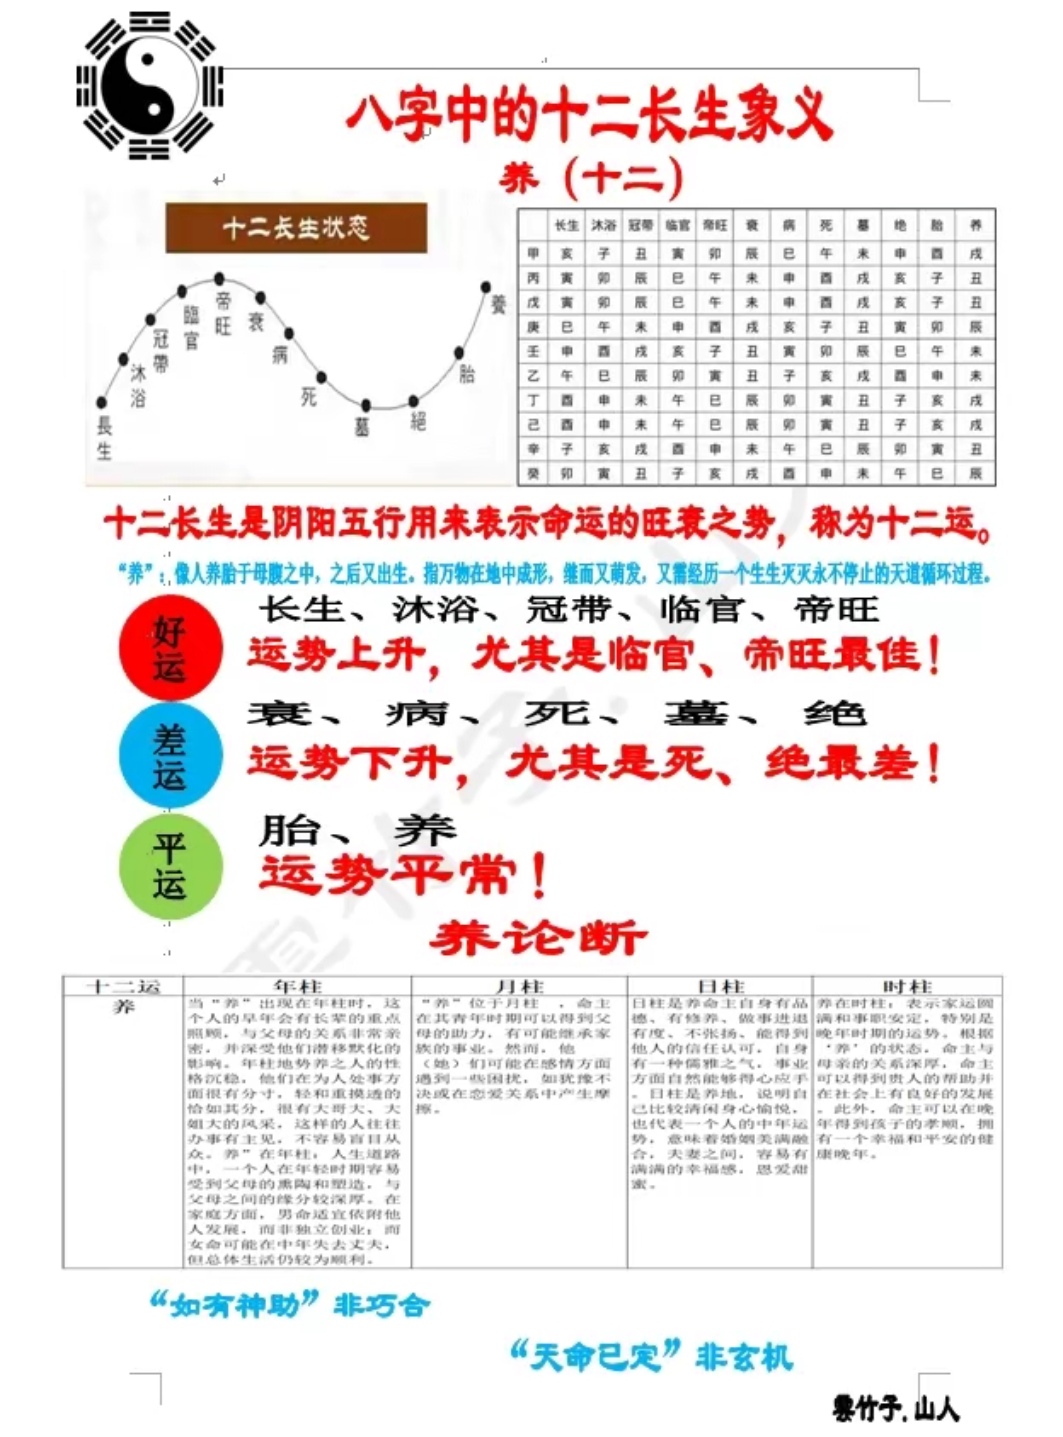 八字中的十二长生象义
养（十二）
十二长生状态
長生
沐浴
冠帶
臨官
帝旺
衰
病
死
墓
絕
胎
養
长生 沐浴 冠带 临官 帝旺 衰 病 死 墓 绝 胎 养
甲 亥 子 丑 寅 卯 辰 巳 午 未 申 酉 戌
丙 寅 卯 辰 巳 午 未 申 酉 戌 亥 子 丑
戊 寅 卯 辰 巳 午 未 申 酉 戌 亥 子 丑
庚 巳 午 未 申 酉 戌 亥 子 丑 寅 卯 辰
壬 申 酉 戌 亥 子 丑 寅 卯 辰 巳 午 未
乙 午 巳 辰 卯 寅 丑 子 亥 戌 酉 申 未
丁 酉 申 未 午 巳 辰 卯 寅 丑 子 亥 戌
己 酉 申 未 午 巳 辰 卯 寅 丑 子 亥 戌
辛 子 亥 戌 酉 申 未 午 巳 辰 卯 寅 丑
癸 卯 寅 丑 子 亥 戌 酉 申 未 午 巳 辰
十二长生是阴阳五行用来表示命运的旺衰之势，称为十二运。
“养”：像人养胎于母腹之中，之后又出生。指万物在地中成形，继而又萌发，又需经历一个生生灭灭永不停止的天道循环过程。
好运
长生、沐浴、冠带、临官、帝旺
运势上升，尤其是临官、帝旺最佳！
差运
衰、病、死、墓、绝
运势下升，尤其是死、绝最差！
平运
胎、养
运势平常！
养论断
十二运 年柱 月柱 日柱 时柱
养
当“养”出现在年柱时，这
个人的早年会有长辈的重点
照顾，与父母的关系非常亲
密，并深受他们潜移默化的
影响。年柱地势养之人的性
格沉稳，他们在为人处事方
面很有分寸，轻和重摸透的
恰如其分，很有大哥大、大
姐大的风采，这样的人往往
办事有主见，不容易盲目从
众。养”在年柱：人生道路
中，一个人在年轻时期容易
受到父母的熏陶和塑造，与
父母之间的缘分较深厚。在
家庭方面，男命适宜依附他
人发展，而非独立创业；而
女命可能在中年失去丈夫，
但总体生活仍较为顺利。
“养”位于月柱 ，命主
在其青年时期可以得到父
母的助力，有可能继承家
族的事业。然而，他
（她）们可能在感情方面
遇到一些困扰，如犹豫不
决或在恋爱关系中产生摩
擦。
日柱是养命主自身有品
德、有修养、做事进退
有度、不张扬、能得到
他人的信任认可，自身
有一种儒雅之气，事业
方面自然能够得心应手
。日柱是养地，说明自
己比较清闲身心愉悦，
也代表一个人的中年运
势，意味着婚姻美满融
合，夫妻之间，容易有
满满的幸福感，恩爱甜
蜜。
养在时柱：表示家运圆
满和事职安定，特别是
晚年时期的运势。根据
‘养’的状态，命主与
母亲的关系深厚，命主
可以得到贵人的帮助并
在社会上有良好的发展
。此外，命主可以在晚
年得到孩子的孝顺，拥
有一个幸福和平安的健
康晚年。
“如有神助”非巧合
“天命已定”非玄机
雲竹子.山人